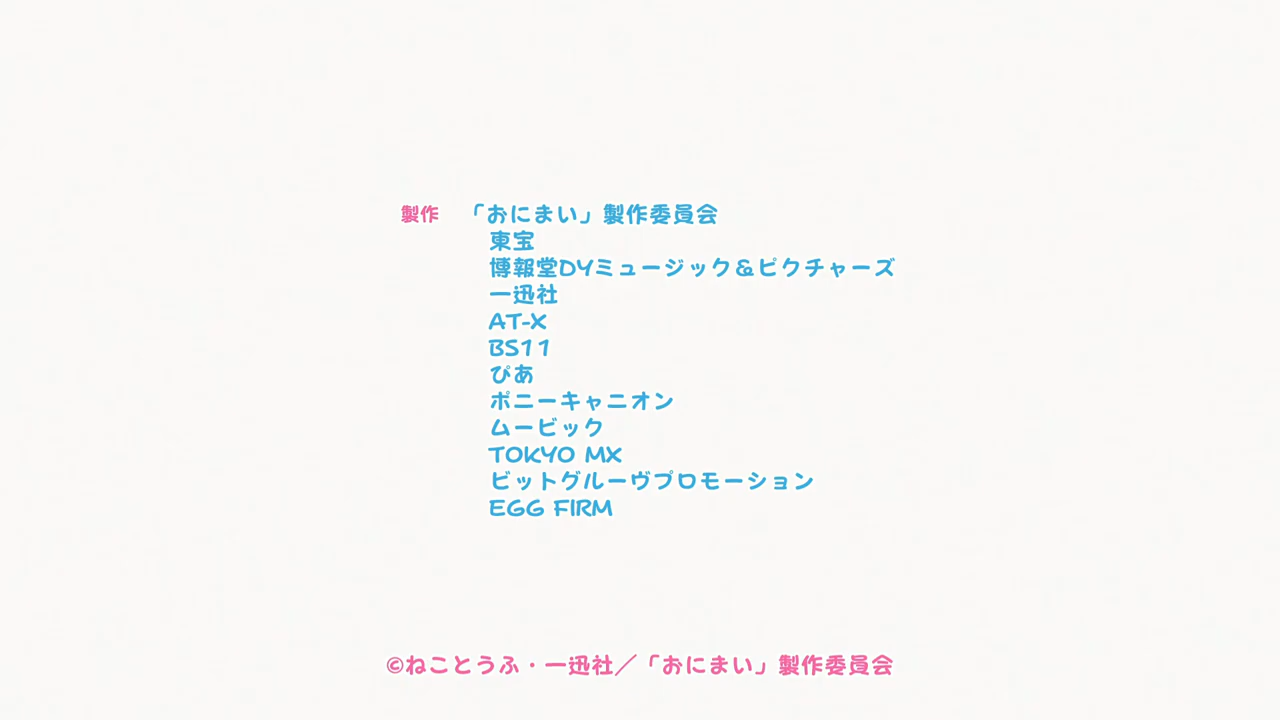 製作 「おにまい」製作委員会
東宝
博報堂DYミュージック&ピクチャーズ
一迅社
AT-X
BS11
ぴあ
ポニーキャニオン
ムービック
TOKYO MX
ビットグルーヴプロモーション
EGG FIRM
©ねことうふ・一迅社／「おにまい」製作委員会